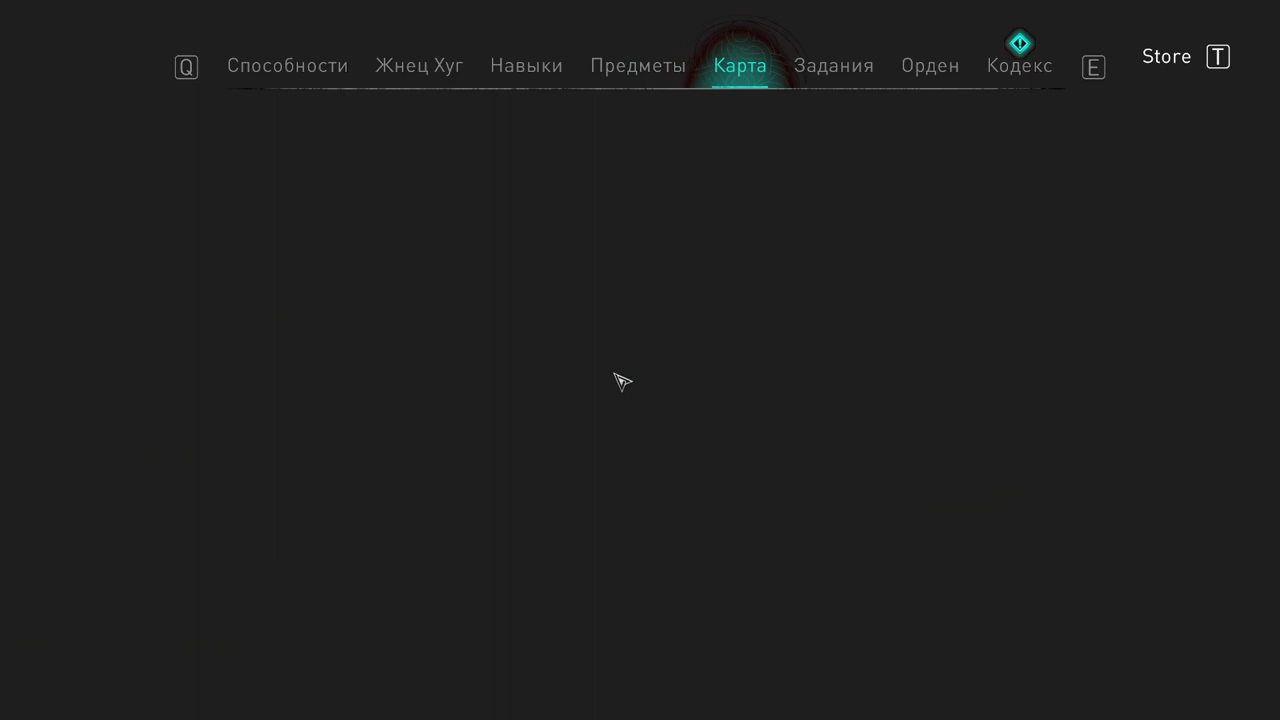 Q Способности Жнец Хуг Навыки Предметы Карта Задания Орден Кодекс E Store T